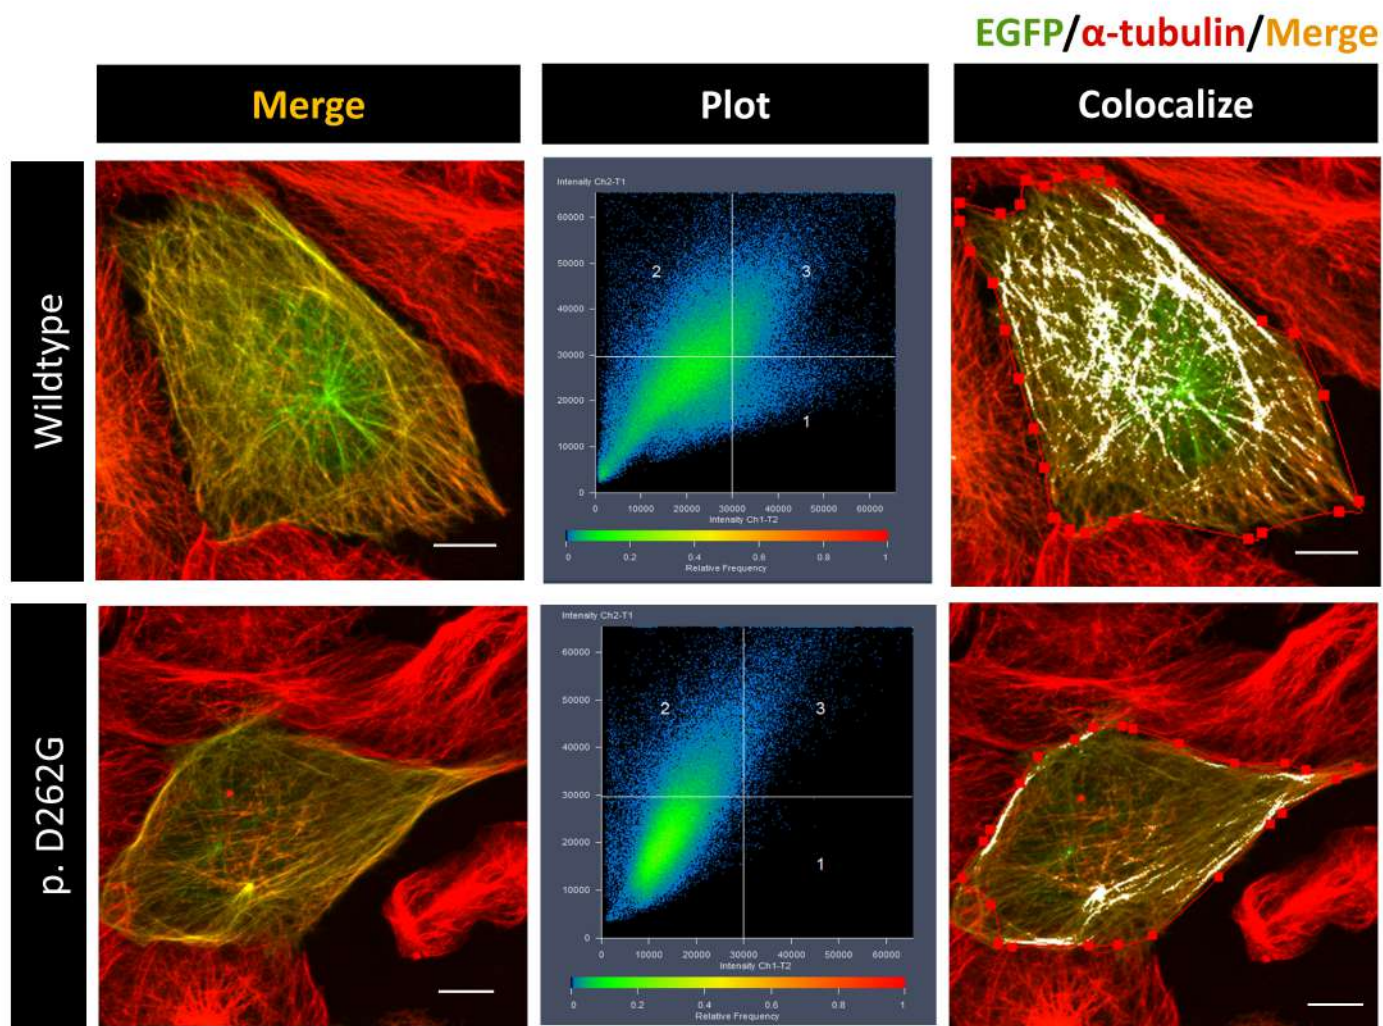 EGFP/α-tubulin/Merge
Merge
Plot
Colocalize
Wildtype
Intensity Ch2-T1
60000
50000
2
3
40000
30000
20000
1
10000
0
0 10000 20000 30000 40000 50000 60000
Intensity Ch1-T2
0 0.2 0.4 0.6 0.8 1
Relative Frequency
p. D262G
Intensity Ch2-T1
60000
50000
2
3
40000
30000
20000
1
10000
0
0 10000 20000 30000 40000 50000 60000
Intensity Ch1-T2
0 0.2 0.4 0.6 0.8 1
Relative Frequency